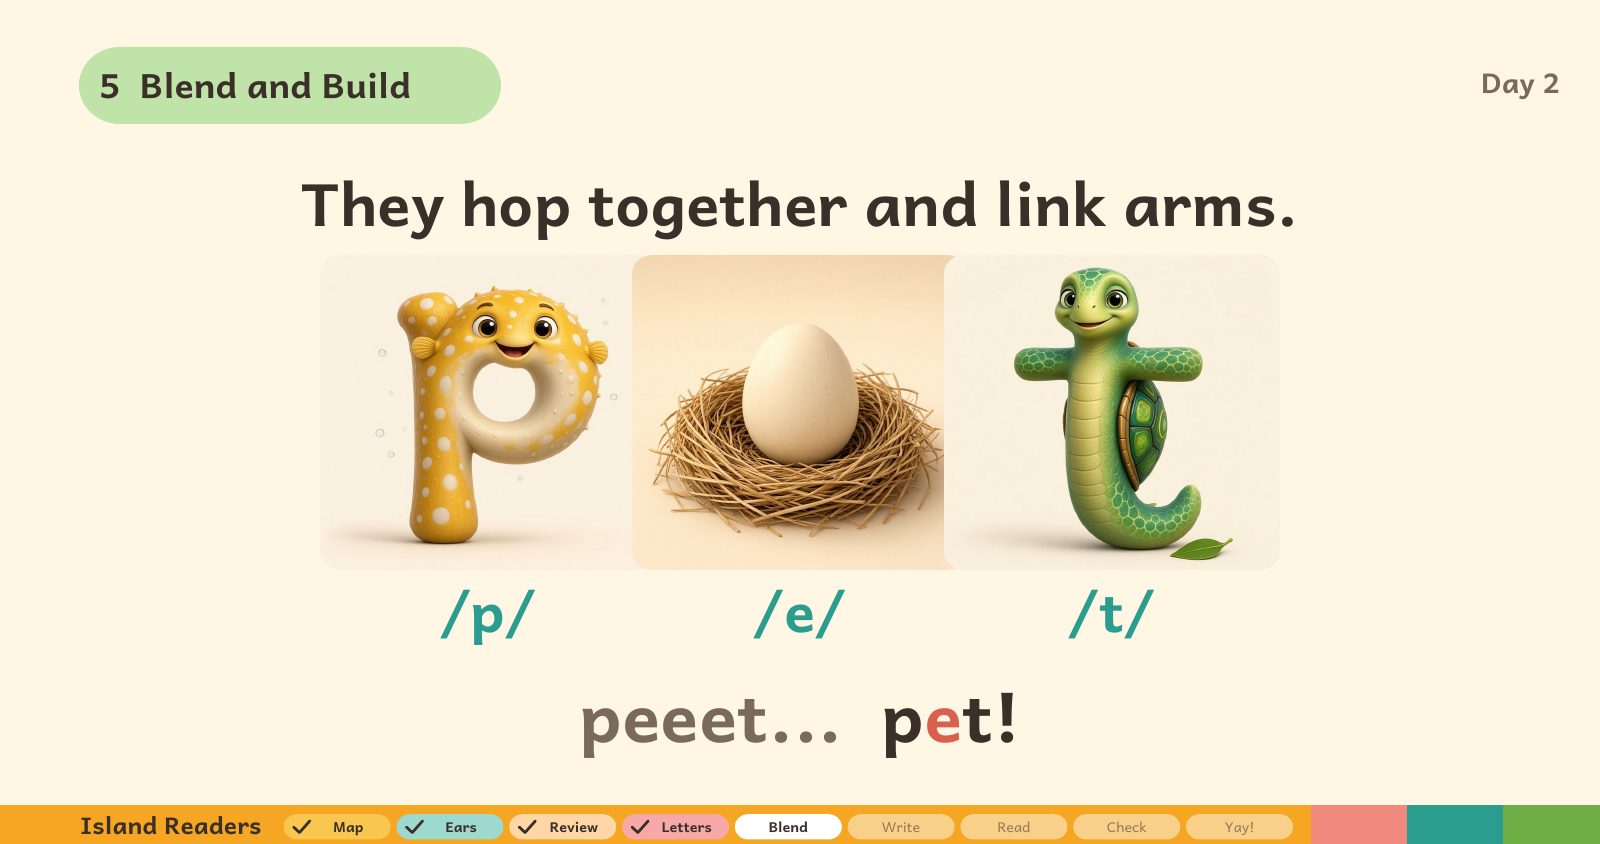 5 Blend and Build
Day 2
They hop together and link arms.
/p/ /e/ /t/
peeet... pet!
Island Readers Map Ears Review Letters Blend Write Read Check Yay!